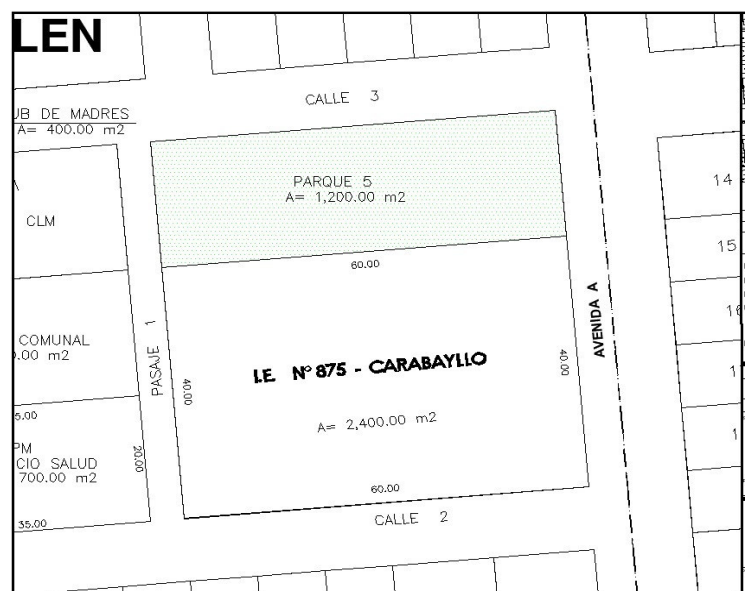 LEN
CALLE 3
UB DE MADRES
A= 400.00 m2
PARQUE 5
A= 1,200.00 m2
14
CLM
15
60.00
AVENIDA A
PASAJE 1
COMUNAL
.00 m2
I.E. Nº 875 - CARABAYLLO
40.00
40.00
A= 2,400.00 m2
5.00
PM
CIO SALUD
700.00 m2
20.00
60.00
35.00
CALLE 2